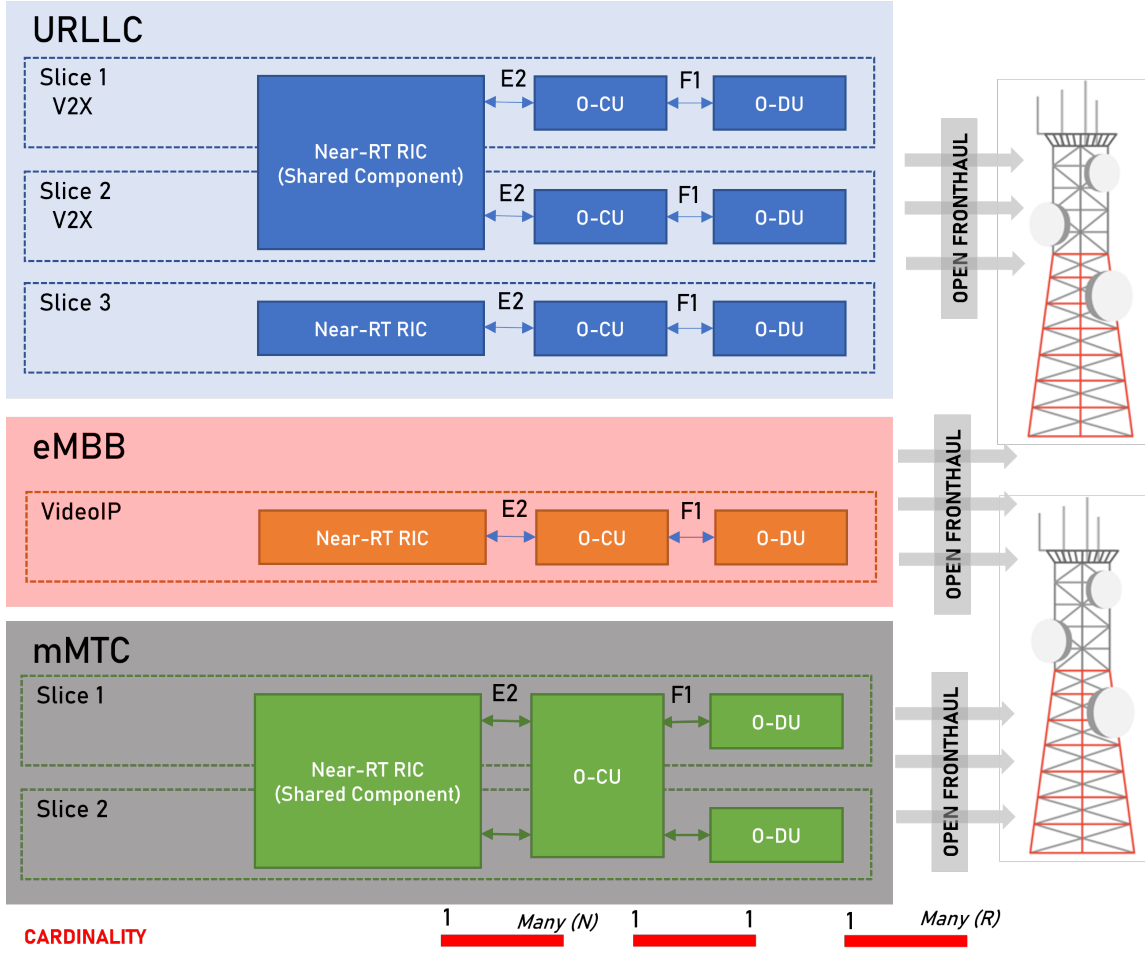 URLLC
Slice 1
V2X
Near-RT RIC
(Shared Component)
E2
O-CU
F1
O-DU
Slice 2
V2X
E2
O-CU
F1
O-DU
Slice 3
Near-RT RIC
E2
O-CU
F1
O-DU
OPEN FRONTHAUL
eMBB
VideoIP
Near-RT RIC
E2
O-CU
F1
O-DU
OPEN FRONTHAUL
mMTC
Slice 1
Near-RT RIC
(Shared Component)
E2
O-CU
F1
O-DU
Slice 2
O-DU
OPEN FRONTHAUL
CARDINALITY
1 Many (N)
1 1
1 Many (R)